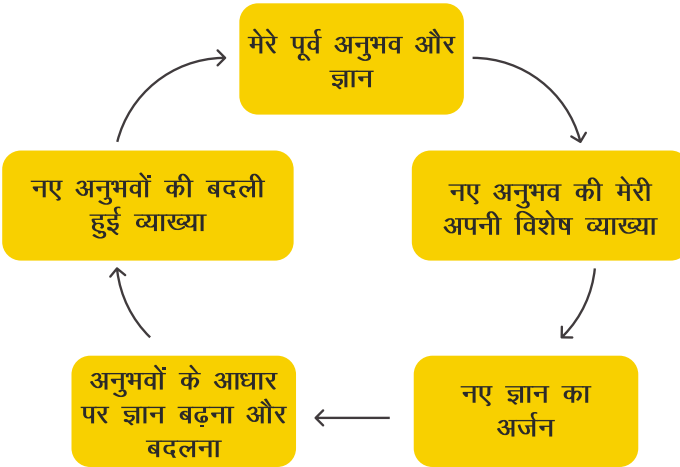 मेरे पूर्व अनुभव और
ज्ञान
नए अनुभव की मेरी
अपनी विशेष व्याख्या
नए ज्ञान का
अर्जन
अनुभवों के आधार
पर ज्ञान बढ़ना और
बदलना
नए अनुभवों की बदली
हुई व्याख्या